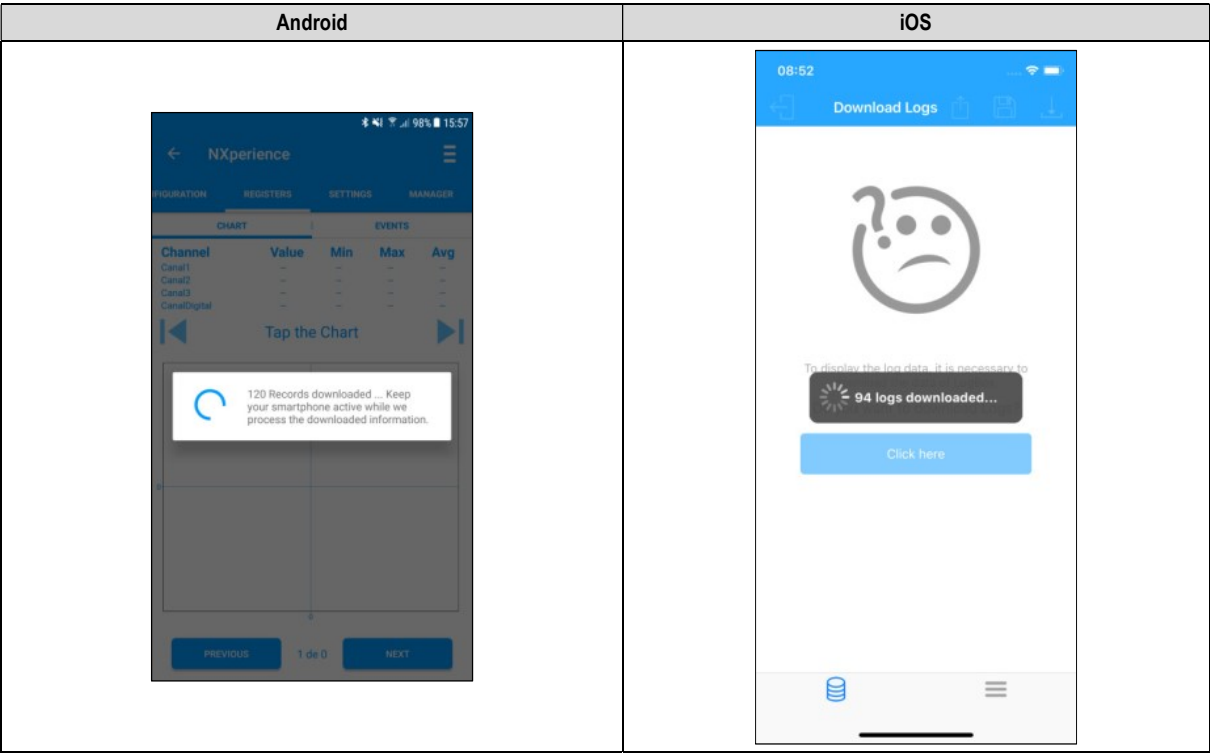 Android
iOS
98% 15:57
NXperience
FIGURATION REGISTERS SETTINGS MANAGER
CHART EVENTS
Channel Value Min Max Avg
Canal1 -- -- -- --
Canal2 -- -- -- --
Canal3 -- -- -- --
CanalDigital -- -- -- --
Tap the Chart
120 Records downloaded ... Keep
your smartphone active while we
process the downloaded information.
0
0
PREVIOUS 1 de 0 NEXT
08:52
Download Logs
To display the log data, it is necessary to
94 logs downloaded...
Click here